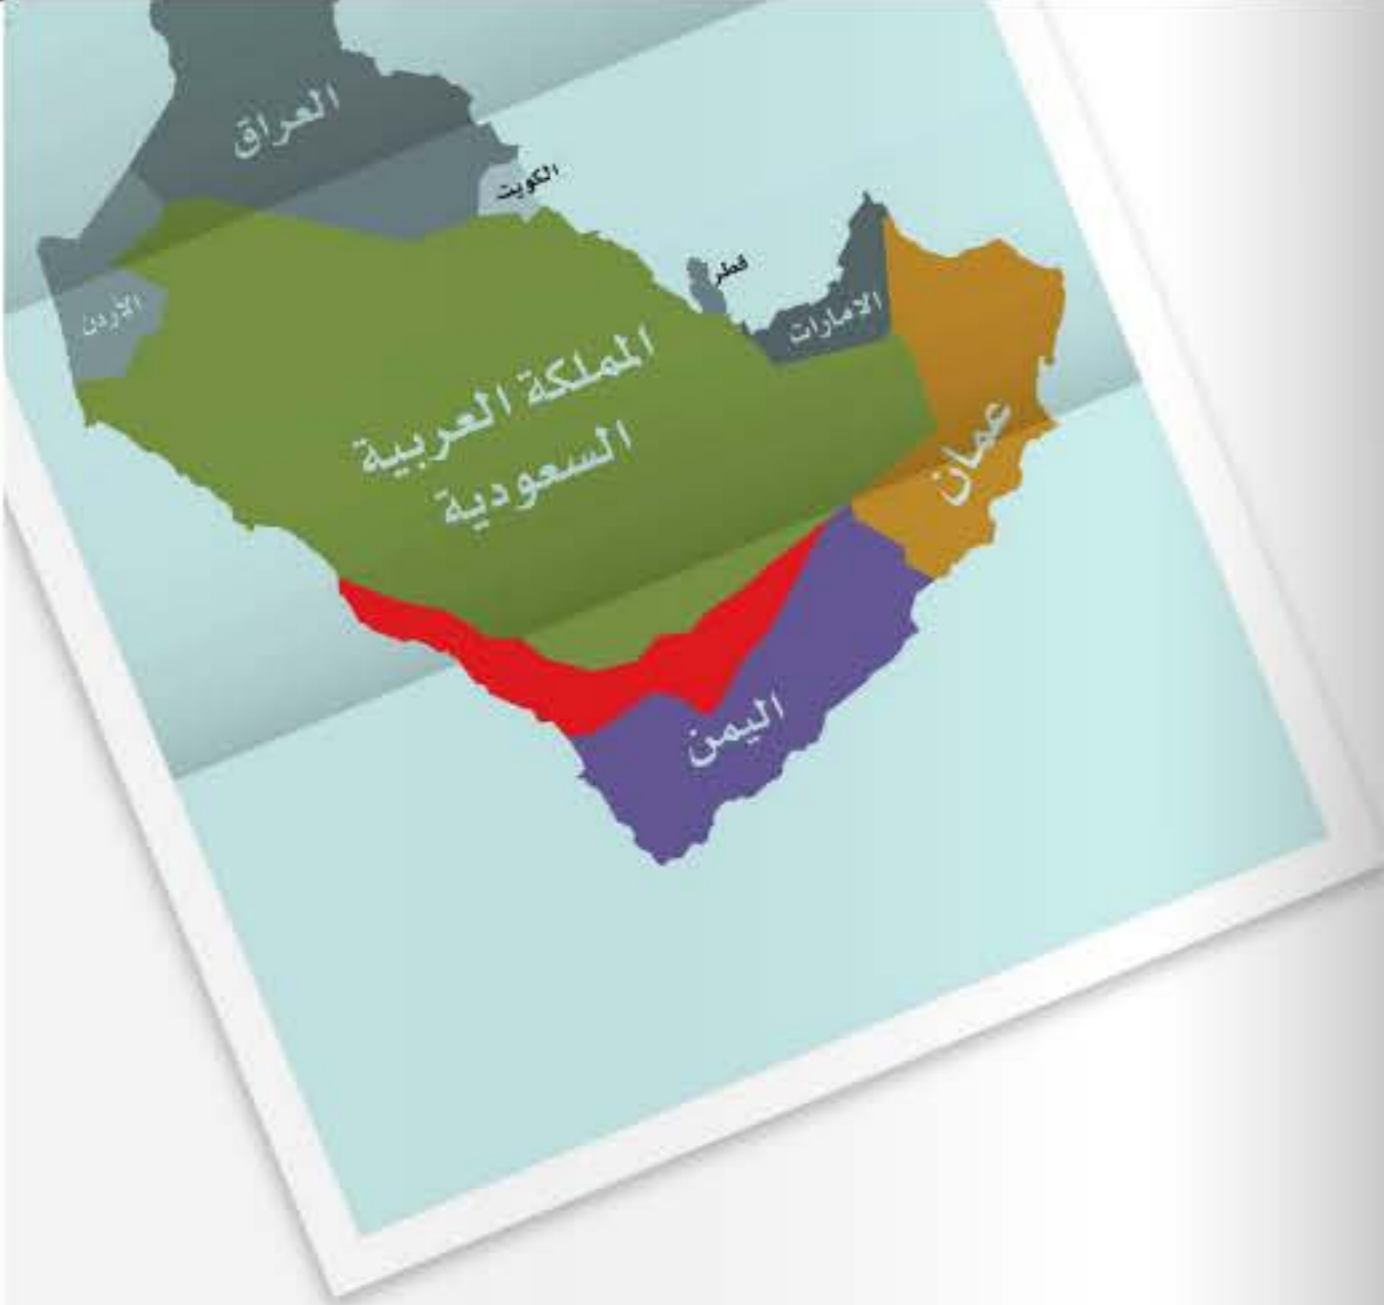 العراق
الكويت
قطر
الأردن
الامارات
المملكة العربية
السعودية
عمان
اليمن